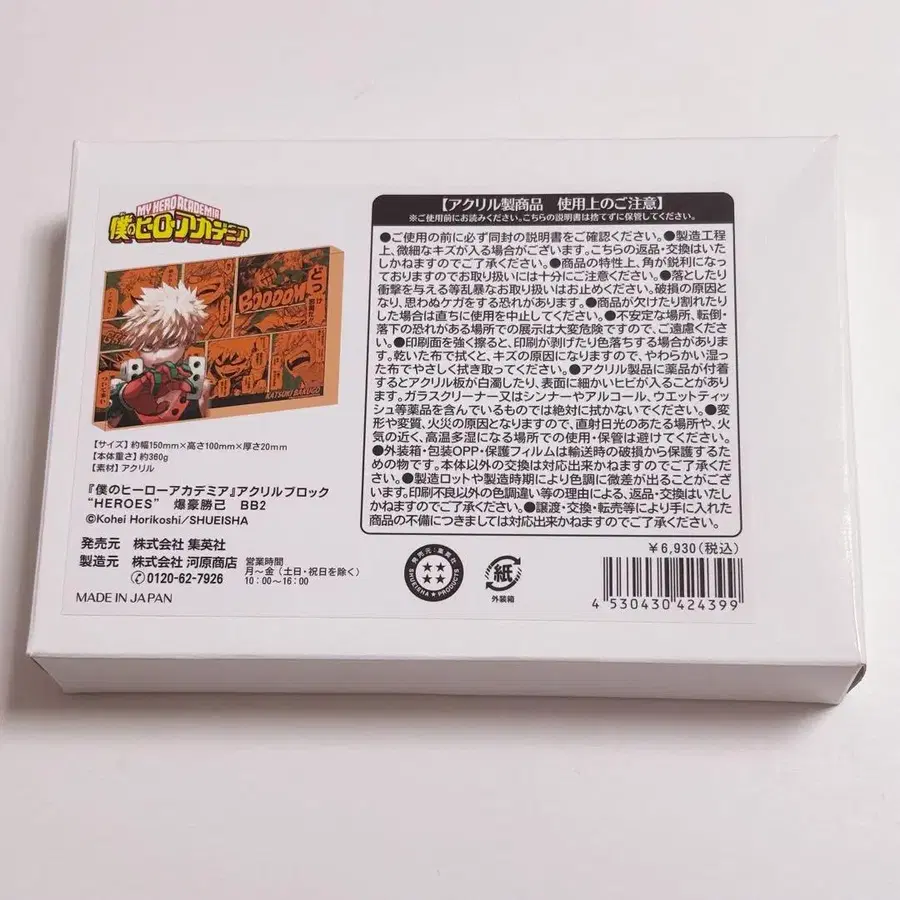 MY HERO ACADEMIA
僕のヒーローアカデミア
BOOOOM
KATSUKI BAKUGO
【サイズ】約幅150mm×高さ100mm×厚さ20mm
【本体重さ】約360g
【素材】アクリル
『僕のヒーローアカデミア』アクリルブロック
“HEROES” 爆豪勝己 BB2
©Kohei Horikoshi/SHUEISHA
発売元 株式会社 集英社
製造元 株式会社 河原商店
✆0120-62-7926
営業時間
月〜金（土日・祝日を除く）
10：00〜16：00
MADE IN JAPAN
【アクリル製商品 使用上のご注意】
※ご使用前にお読みください。こちらの説明書は捨てずに保管してください。
●ご使用の前に必ず同封の説明書をご確認ください。●製造工程
上、微細なキズが入る場合がございます。こちらの返品・交換はいた
しかねますのでご了承ください。●商品の特性上、角が鋭利になっ
ておりますのでお取り扱いには十分にご注意ください。●落としたり
衝撃を与える等乱暴なお取り扱いはお止めください。破損の原因と
なり、思わぬケガをする恐れがあります。●商品が欠けたり割れたり
した場合は直ちに使用を中止してください。●不安定な場所、転倒・
落下の恐れがある場所での展示は大変危険ですので、ご遠慮くださ
い。●印刷面を強く擦ると、印刷が剥げたり色落ちする場合があります。
乾いた布で拭くと、キズの原因になりますので、やわらかい湿っ
た布でやさしく拭き取ってください。●アクリル製品に薬品が付着
するとアクリル板が白濁したり、表面に細かいヒビが入ることがあり
ます。ガラスクリーナー又はシンナーやアルコール、ウエットティッ
シュ等薬品を含んでいるものでは絶対に拭かないでください。●変
形や変質、火災の原因となりますので、直射日光のあたる場所や、火
気の近く、高温多湿になる場所での使用・保管は避けてください。
●外装箱・包装OPP・保護フィルムは輸送時の破損から保護するた
めの物です。本体以外の交換は対応出来かねますのでご了承くださ
い。●製造ロットや製造時期により色調に微差が出ることがござい
ます。印刷不良以外の色調違い等の理由による、返品・交換はいたし
かねますのでご了承ください。●譲渡・交換・転売等により手に入れた
商品の不備につきましては対応出来かねますのでご了承ください。
￥6,930（税込）
発売元：集英社
SHUEISHA★PRODUCTS
紙
外装箱
4 530430 424399